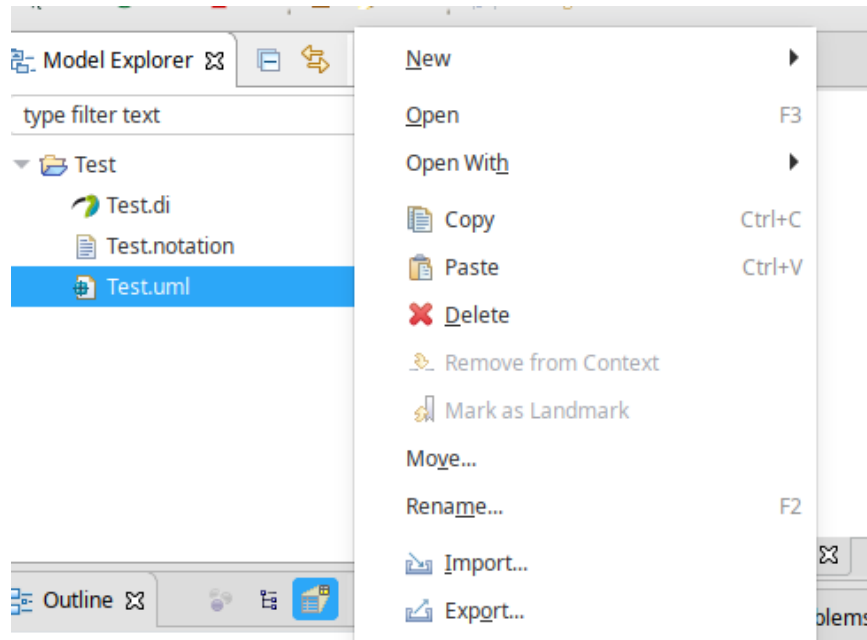 Model Explorer
type filter text
Test
Test.di
Test.notation
Test.uml
Outline
New
Open F3
Open With
Copy Ctrl+C
Paste Ctrl+V
Delete
Remove from Context
Mark as Landmark
Move...
Rename... F2
Import...
Export...